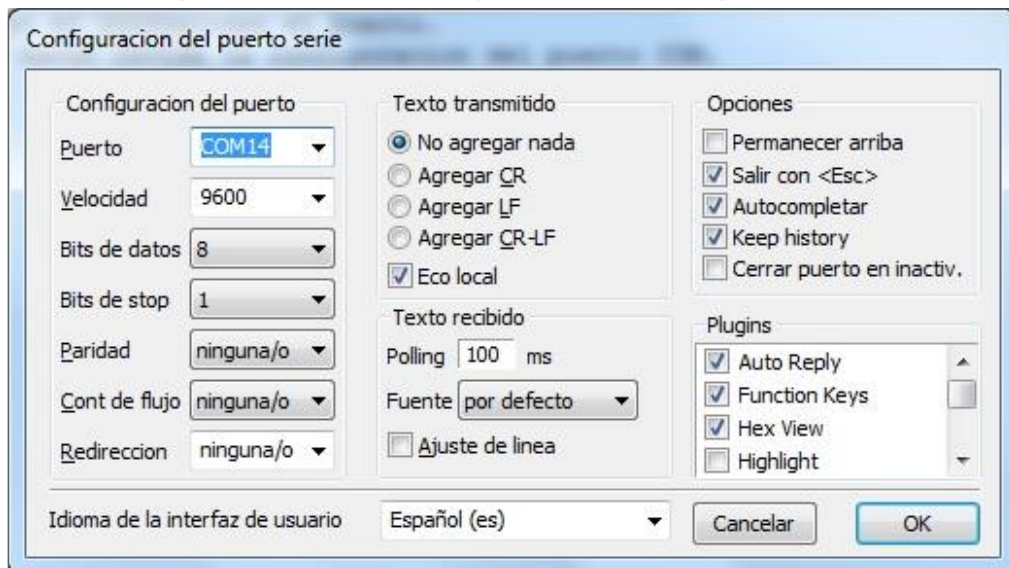 Configuracion del puerto serie
Configuracion del puerto
Puerto COM14
Velocidad 9600
Bits de datos 8
Bits de stop 1
Paridad ninguna/o
Cont de flujo ninguna/o
Redireccion ninguna/o
Texto transmitido
No agregar nada
Agregar CR
Agregar LF
Agregar CR-LF
Eco local
Texto recibido
Polling 100 ms
Fuente por defecto
Ajuste de linea
Opciones
Permanecer arriba
Salir con <Esc>
Autocompletar
Keep history
Cerrar puerto en inactiv.
Plugins
Auto Reply
Function Keys
Hex View
Highlight
Idioma de la interfaz de usuario Español (es)
Cancelar OK